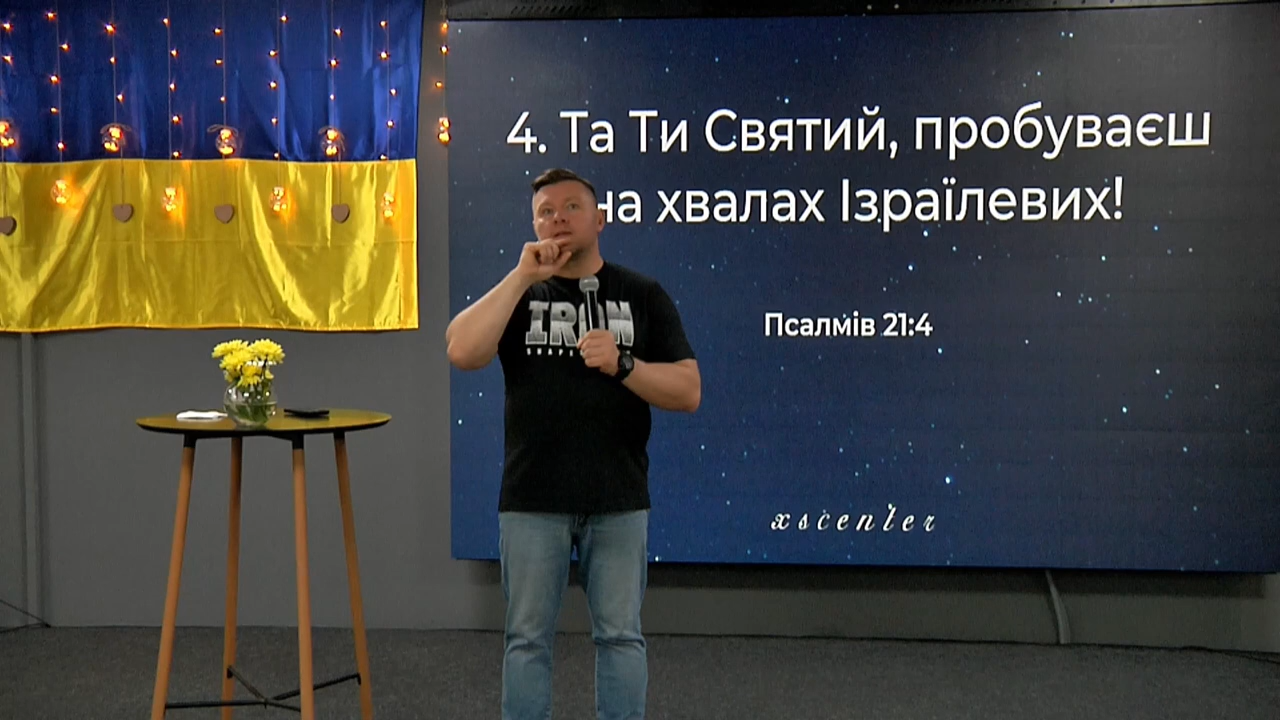 4. Та Ти Святий, пробуваєш
на хвалах Ізраїлевих!
Псалмів 21:4
xscenter
IRON